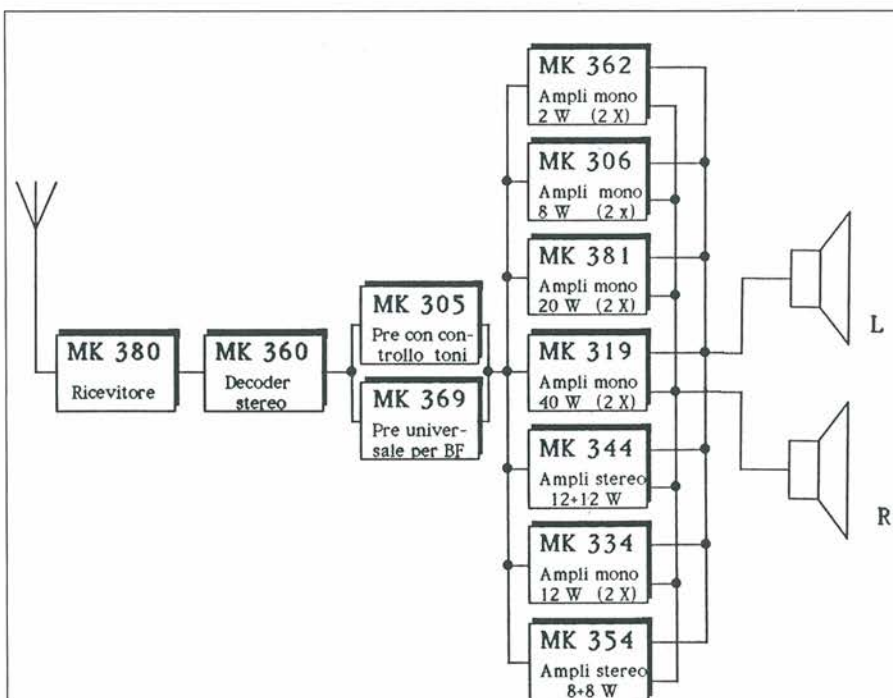 MK 362
Ampli mono
2 W (2 X)
MK 306
Ampli mono
8 W (2 x)
MK 381
Ampli mono
20 W (2 X)
MK 305
Pre con con-
trollo toni
L
MK 380
Ricevitore
MK 360
Decoder
stereo
MK 319
Ampli mono
40 W (2 X)
MK 369
Pre univer-
sale per BF
MK 344
Ampli stereo
12+12 W
R
MK 334
Ampli mono
12 W (2 X)
MK 354
Ampli stereo
8+8 W